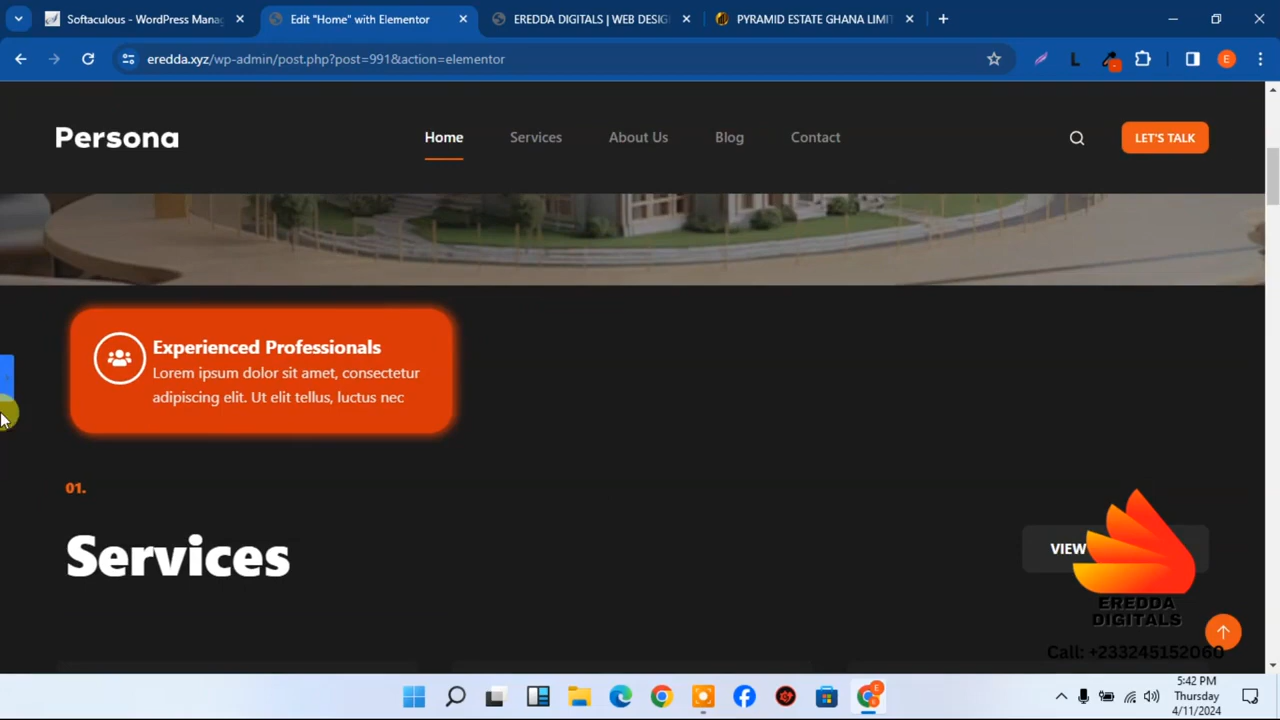 Softaculous - WordPress Mana
Edit "Home" with Elementor
EREDDA DIGITALS | WEB DESIG
PYRAMID ESTATE GHANA LIMIT
eredda.xyz/wp-admin/post.php?post=991&action=elementor
E
Persona
Home
Services
About Us
Blog
Contact
LET'S TALK
Experienced Professionals
Lorem ipsum dolor sit amet, consectetur
adipiscing elit. Ut elit tellus, luctus nec
01.
Services
VIEW
EREDDA
DIGITALS
Call: +233245152060
5:42 PM
Thursday
4/11/2024